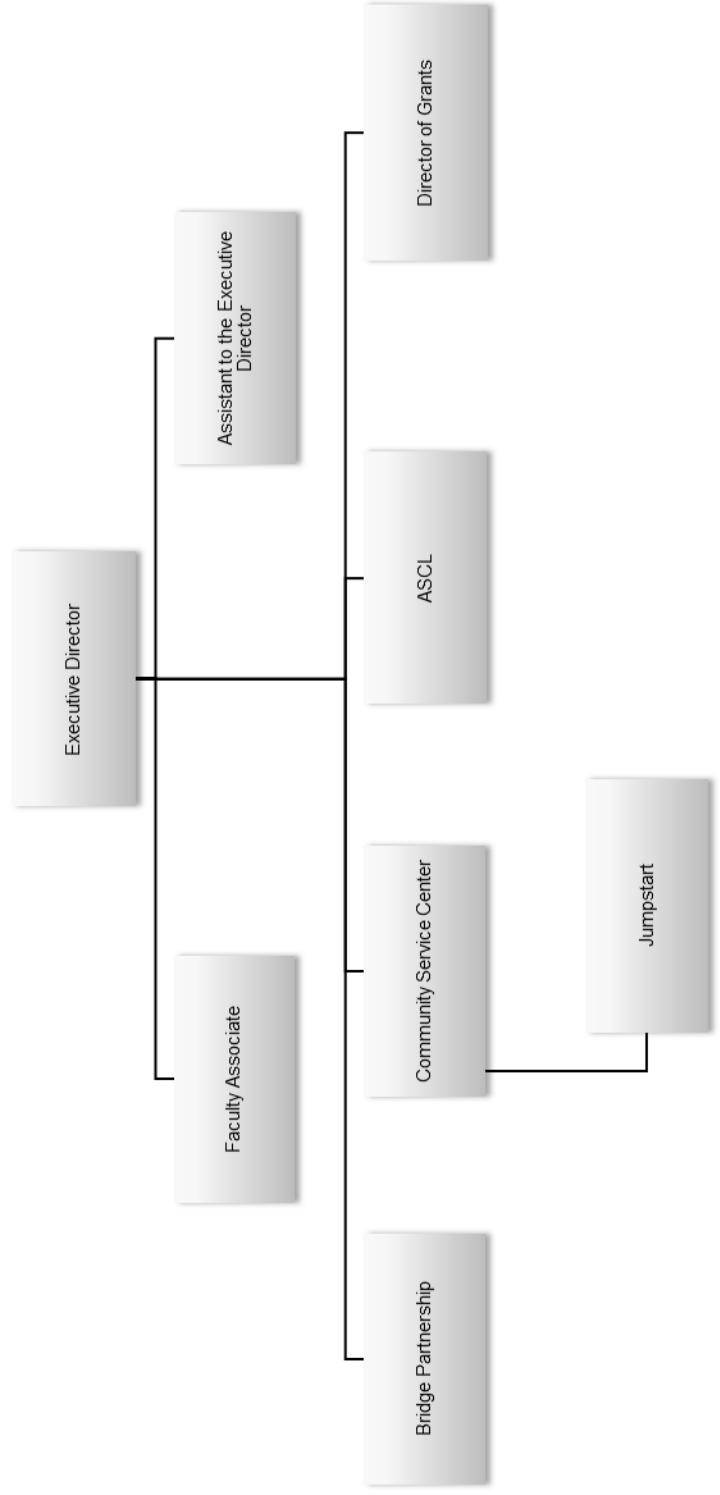 Executive Director
Faculty Associate
Assistant to the Executive
Director
Bridge Partnership
Community Service Center
ASCL
Director of Grants
Jumpstart